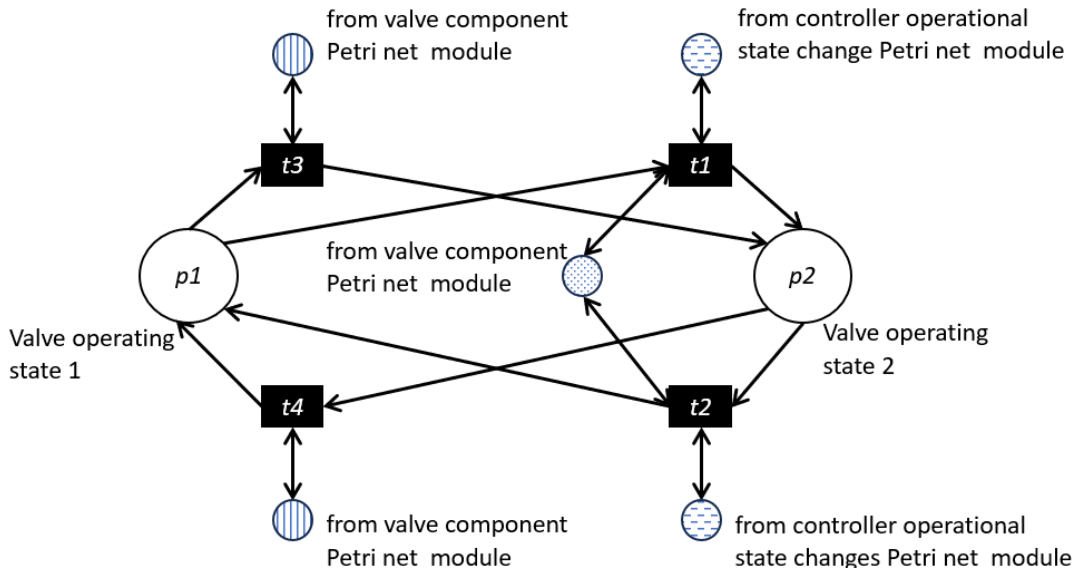 from valve component
Petri net  module
from controller operational
state change Petri net  module
t3
t1
from valve component
Petri net  module
p1
p2
Valve operating
state 1
Valve operating
state 2
t4
t2
from valve component
Petri net  module
from controller operational
state changes Petri net  module